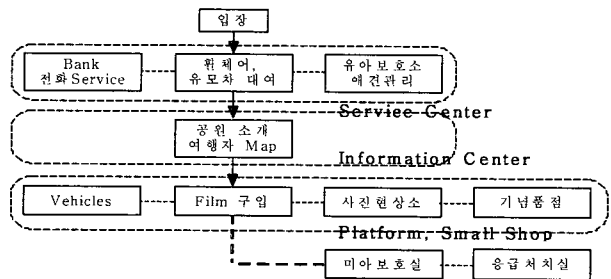 입장
Bank
전화 Service
휠체어,
유모차 대여
유아보호소
애견관리
Service Center
공원 소개
여행자 Map
Information Center
Vehicles
Film 구입
사진현상소
기념품점
Platform, Small Shop
미아보호실
응급처치실